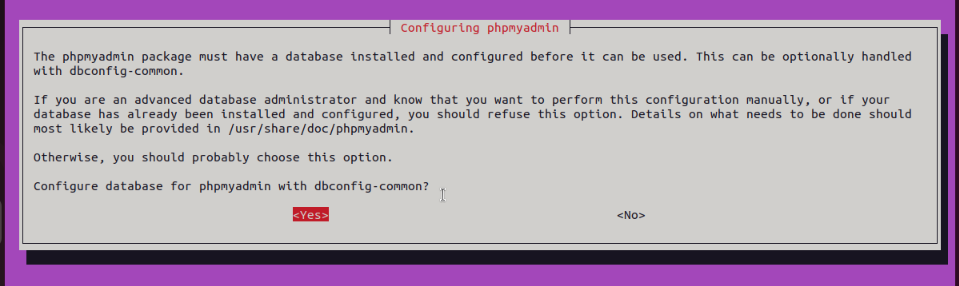 Configuring phpmyadmin
The phpmyadmin package must have a database installed and configured before it can be used. This can be optionally handled
with dbconfig-common.
If you are an advanced database administrator and know that you want to perform this configuration manually, or if your
database has already been installed and configured, you should refuse this option. Details on what needs to be done should
most likely be provided in /usr/share/doc/phpmyadmin.
Otherwise, you should probably choose this option.
Configure database for phpmyadmin with dbconfig-common?
<Yes> <No>